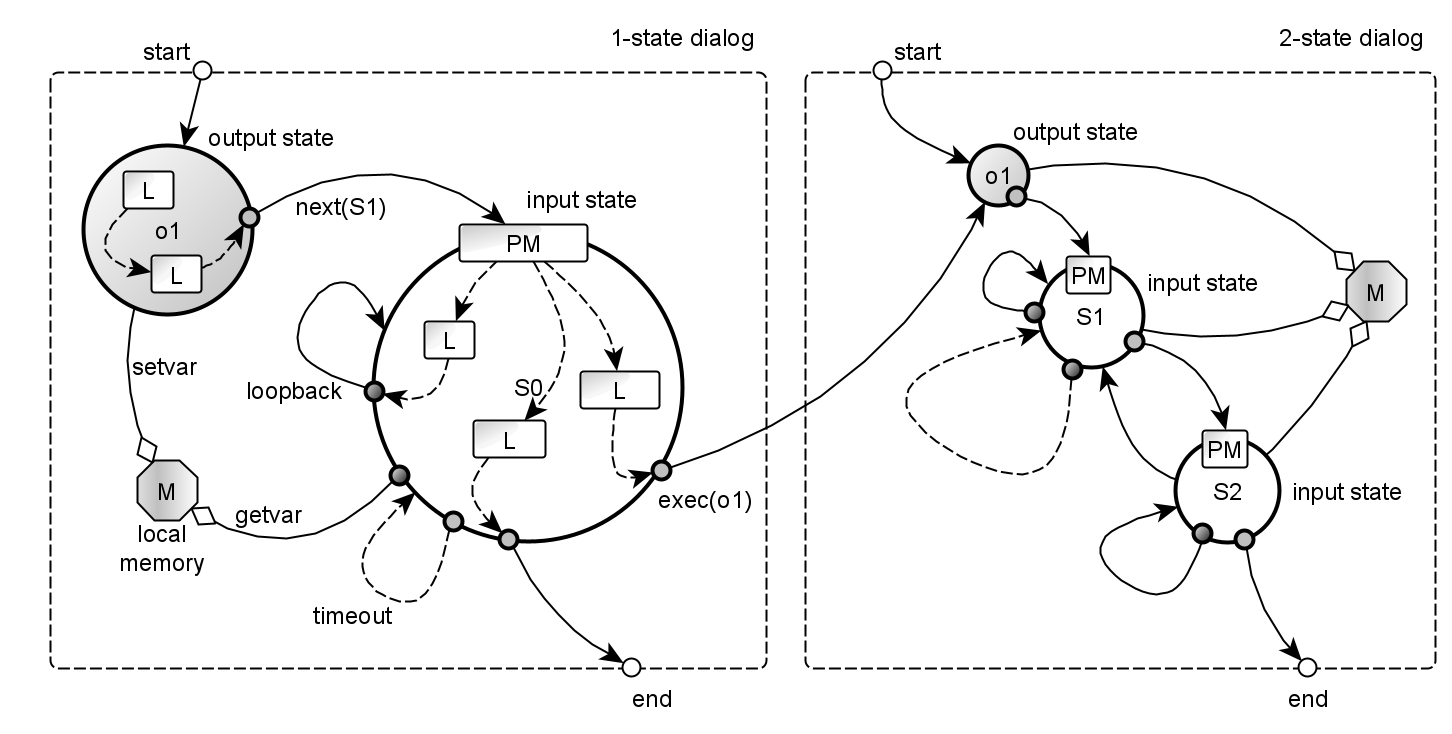 1-state dialog
start
output state
L
o1
L
next(S1)
input state
PM
L
S0
L
L
loopback
setvar
M
local
memory
getvar
timeout
exec(o1)
end
2-state dialog
start
output state
o1
PM
input state
S1
M
PM
S2
input state
end